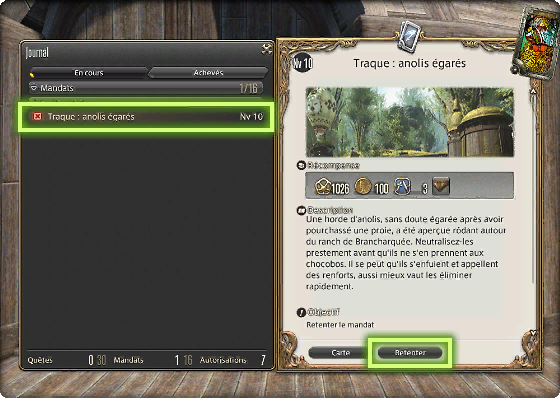 Journal
En cours
Achevés
Mandats 1/16
Traque : anolis égarés Nv 10
Quêtes 0 30 Mandats 1 16 Autorisations 7
Nv 10
Traque : anolis égarés
Récompense
1026 100 3
Description
Une horde d'anolis, sans doute égarée après avoir
pourchassé une proie, a été aperçue rôdant autour
du ranch de Brancharquée. Neutralisez-les
prestement avant qu'ils ne s'en prennent aux
chocobos. Il se peut qu'ils s'enfuient et appellent
des renforts, aussi mieux vaut les éliminer
rapidement.
Objectif
Retenter le mandat
Carte
Retenter